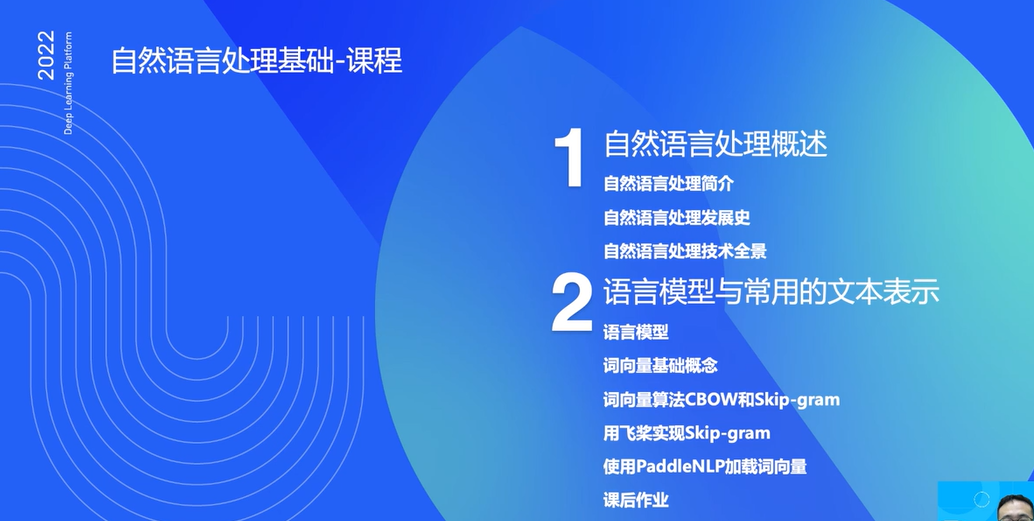 2022
Deep Learning Platform
自然语言处理基础-课程
1 自然语言处理概述
自然语言处理简介
自然语言处理发展史
自然语言处理技术全景
2 语言模型与常用的文本表示
语言模型
词向量基础概念
词向量算法CBOW和Skip-gram
用飞桨实现Skip-gram
使用PaddleNLP加载词向量
课后作业